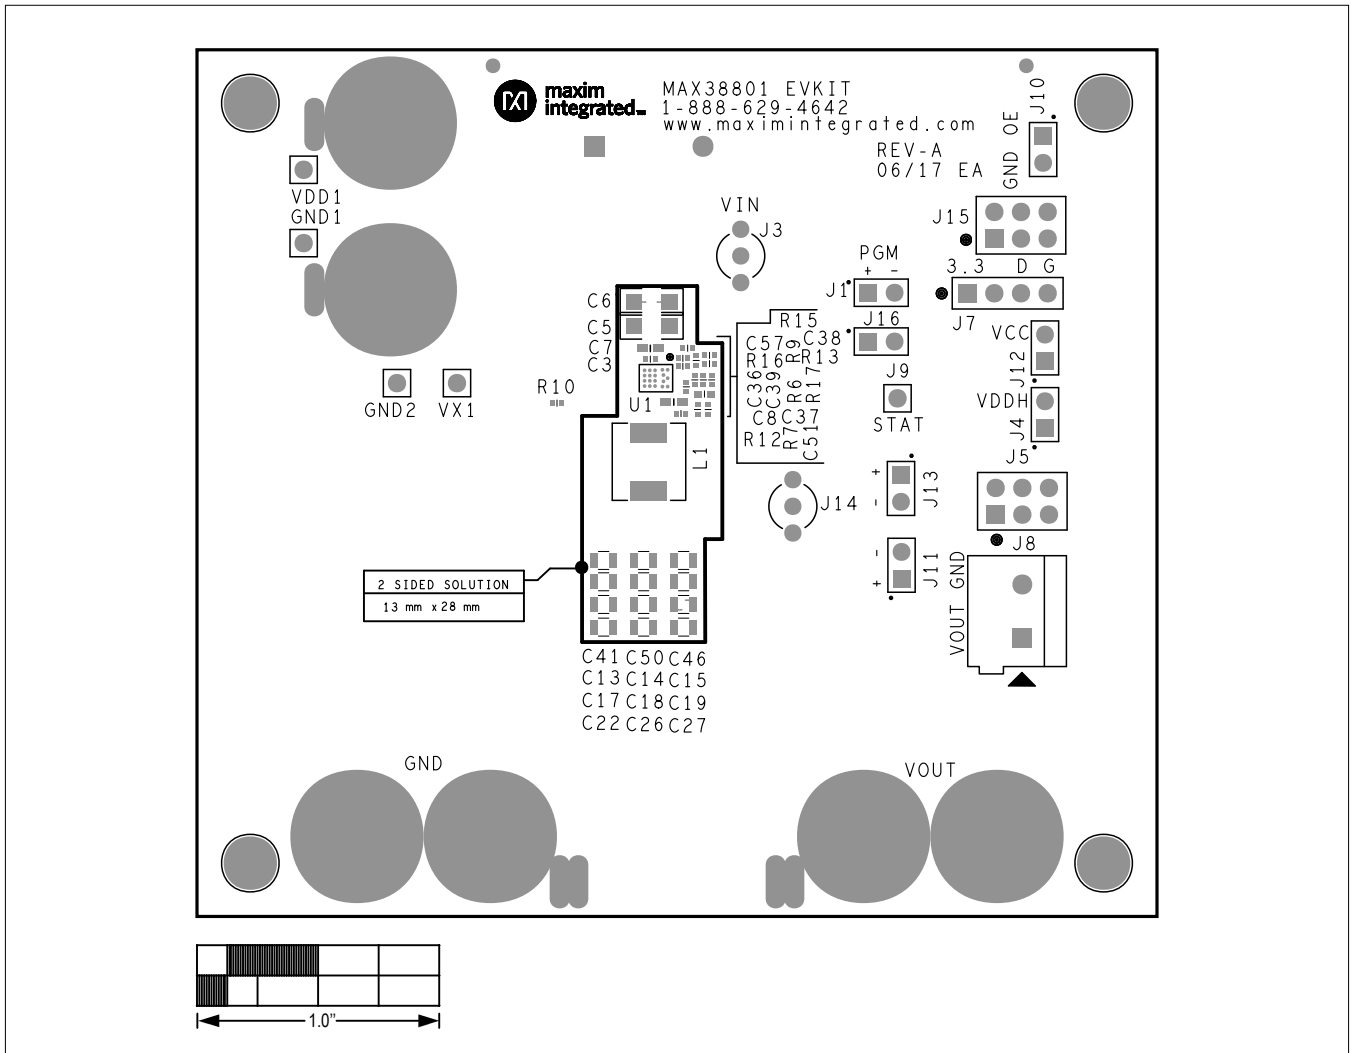 maxim
integrated™
MAX38801 EVKIT
1-888-629-4642
www.maximintegrated.com
REV-A
06/17 EA
GND OE
J10
VDD1
GND1
VIN
J3
J15
PGM
+ -
3.3 D G
J1
J7
J16
C6
C5
C7
C3
R15
C57
R9
C38
R16
R13
C36
C39
R6
R17
C8
C37
R12
R7
C51
VCC
J12
J9
STAT
VDDH
J4
GND2
VX1
R10
U1
L1
J5
+
-
J13
J14
J8
-
+
J11
VOUT GND
2 SIDED SOLUTION
13 mm x 28 mm
C41 C50 C46
C13 C14 C15
C17 C18 C19
C22 C26 C27
GND
VOUT
1.0”